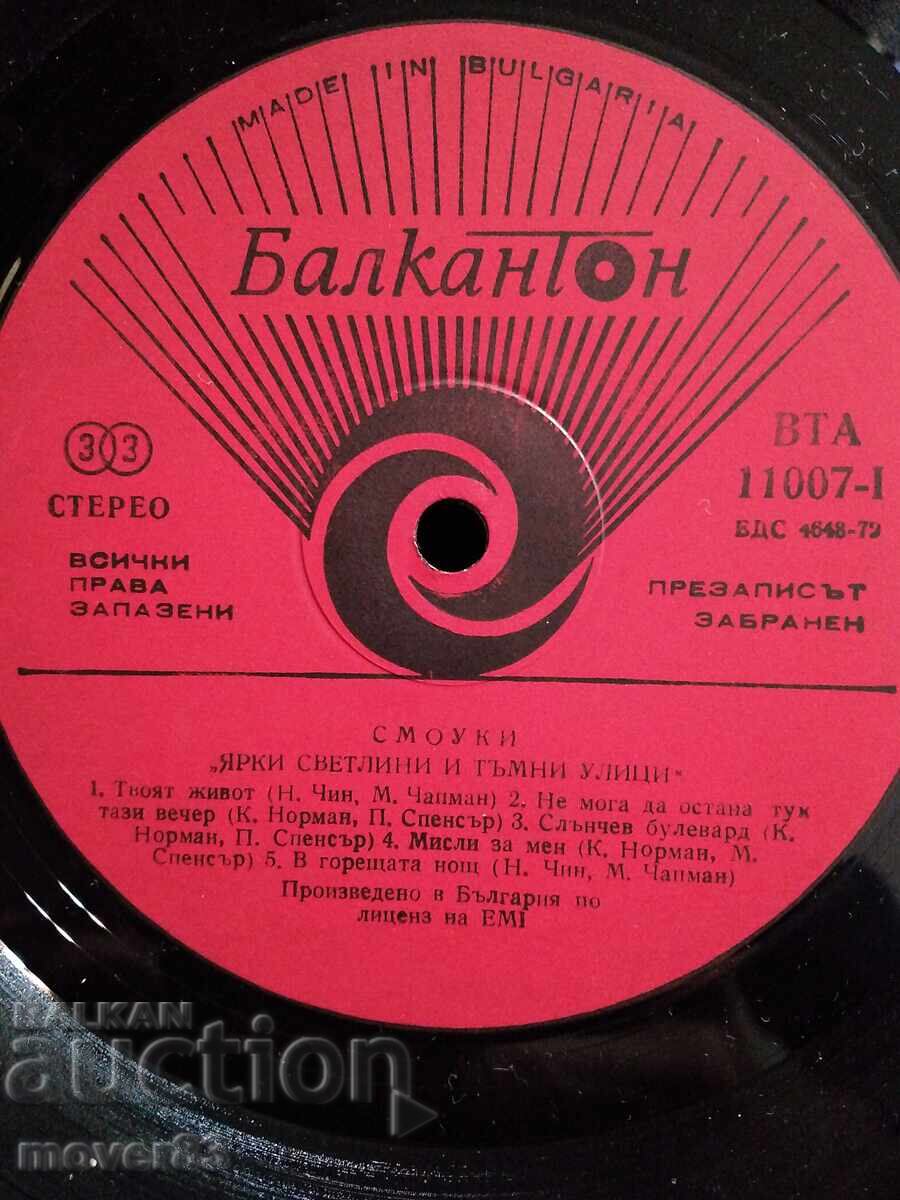 MADE IN BULGARIA
Балкантон
33
СТЕРЕО
ВСИЧКИ
ПРАВА
ЗАПАЗЕНИ
ВТА
11007-I
БДС 4648-79
ПРЕЗАПИСЪТ
ЗАБРАНЕН
СМОУКИ
„ЯРКИ СВЕТЛИНИ И ТЪМНИ УЛИЦИ“
1. Твоят живот (Н. Чин, М. Чапман) 2. Не мога да остана тук
тази вечер (К. Норман, П. Спенсър) 3. Слънчев булевард (К.
Норман, П. Спенсър) 4. Мисли за мен (К. Норман, М.
Спенсър) 5. В горещата нощ (Н. Чин, М. Чапман)
Произведено в България по
лиценз на EMI
BALKAN
auction
mover83